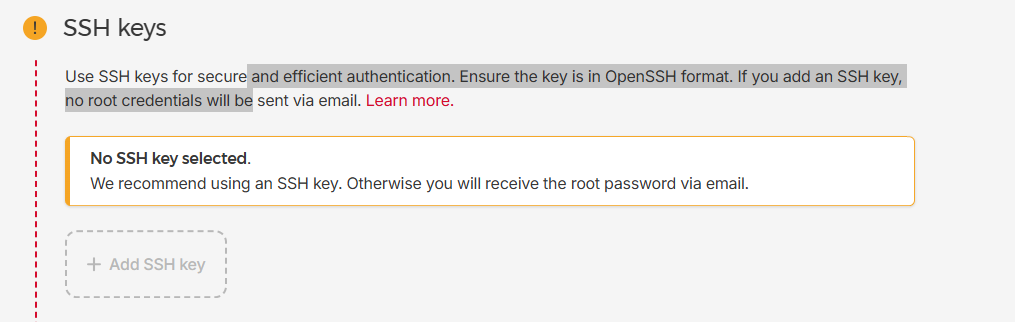 !
SSH keys
Use SSH keys for secure and efficient authentication. Ensure the key is in OpenSSH format. If you add an SSH key,
no root credentials will be sent via email. Learn more.
No SSH key selected.
We recommend using an SSH key. Otherwise you will receive the root password via email.
+ Add SSH key